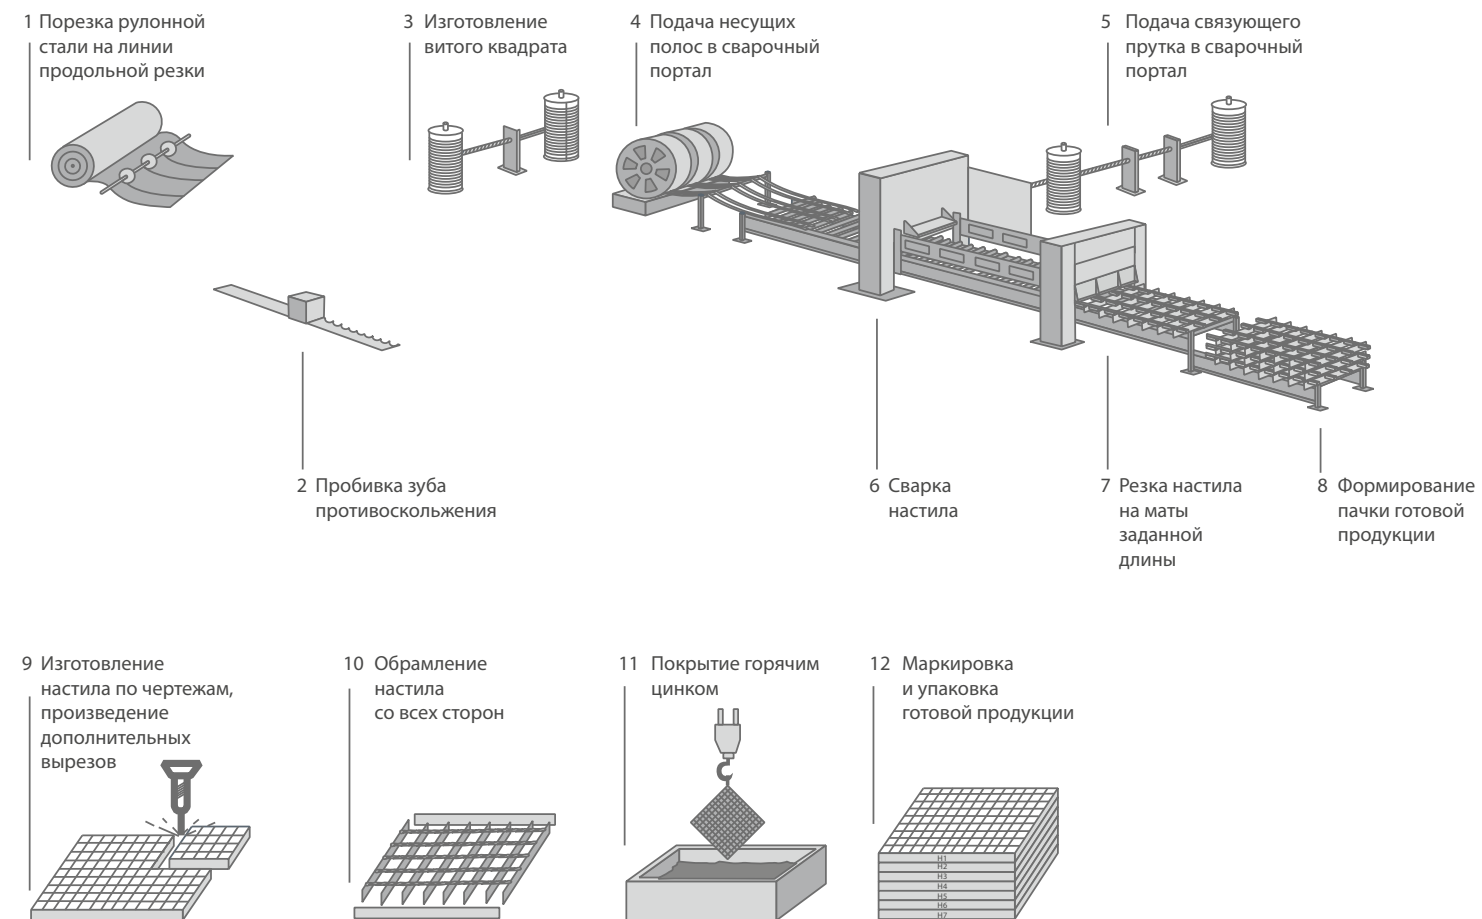 1 Порезка рулонной
стали на линии
продольной резки
3 Изготовление
витого квадрата
4 Подача несущих
полос в сварочный
портал
5 Подача связующего
прутка в сварочный
портал
2 Пробивка зуба
противоскольжения
6 Сварка
настила
7 Резка настила
на маты
заданной
длины
8 Формирование
пачки готовой
продукции
9 Изготовление
настила по чертежам,
произведение
дополнительных
вырезов
10 Обрамление
настила
со всех сторон
11 Покрытие горячим
цинком
12 Маркировка
и упаковка
готовой продукции
H1
H2
H3
H4
H5
H6
H7